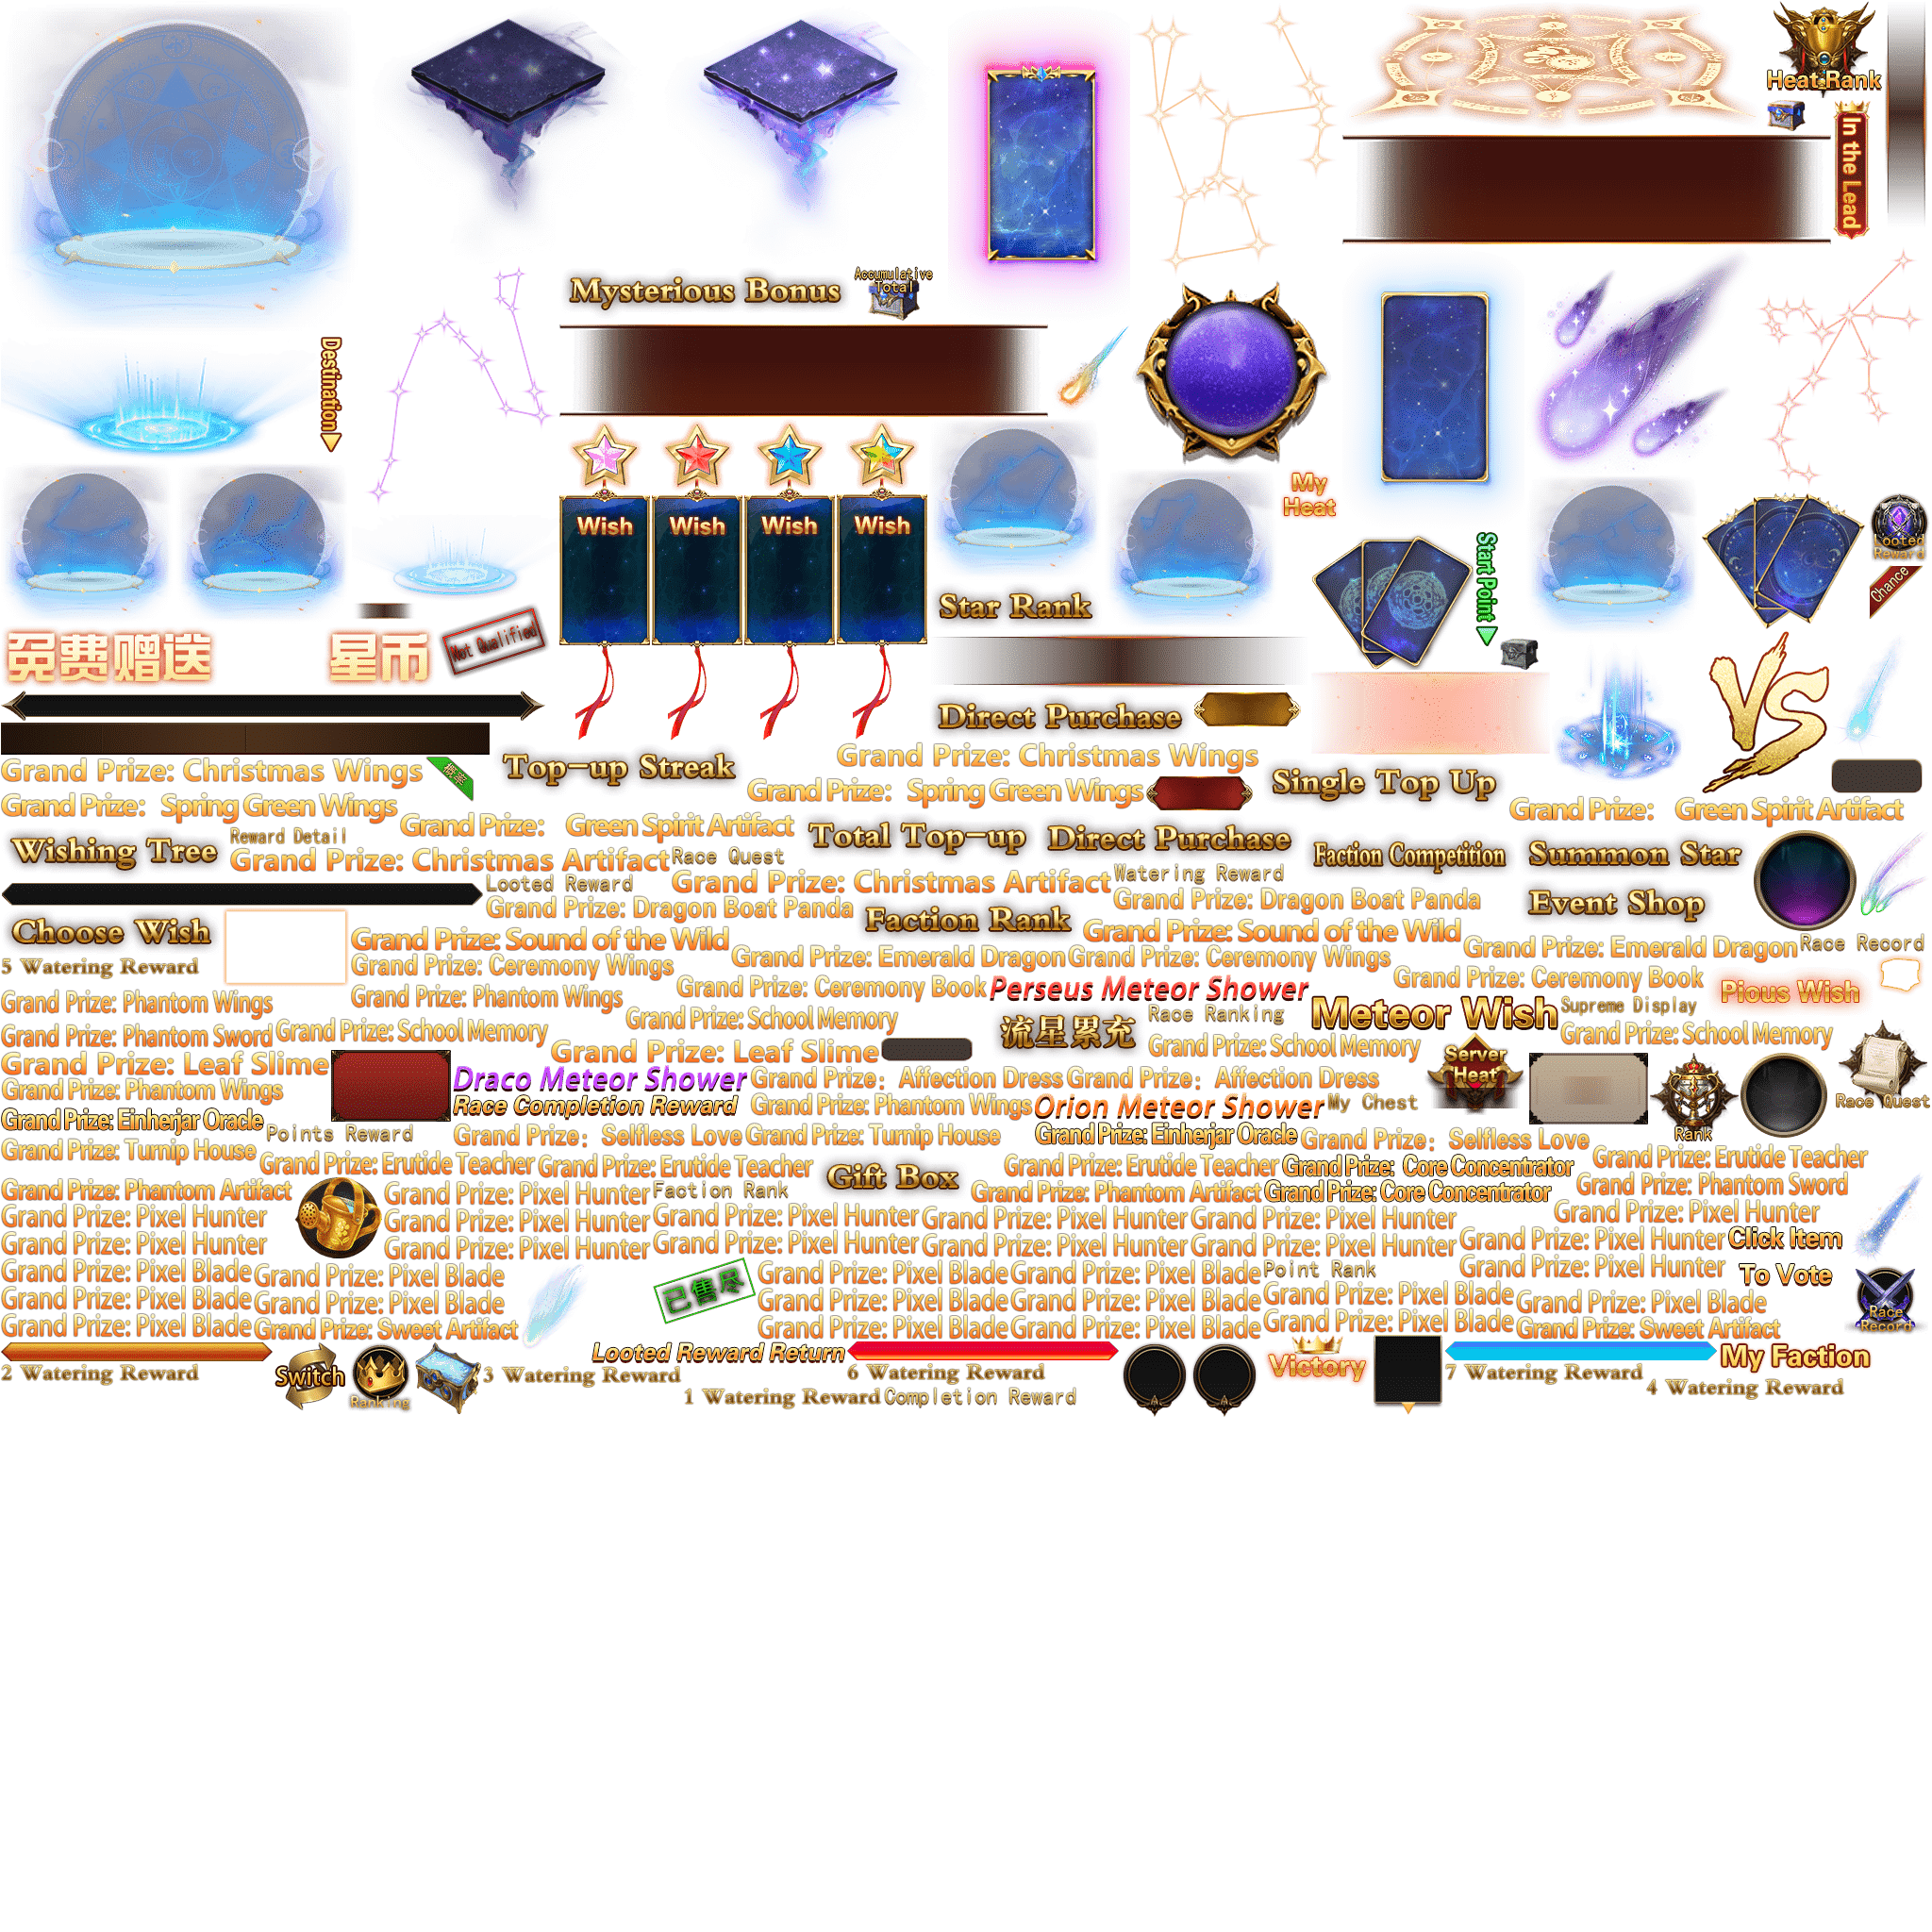 Heat Rank
In the Lead
Accumulative
Total
Mysterious Bonus
Destination
My
Heat
Wish
Wish
Wish
Wish
Start Point
Looted
Reward
Chance
Star Rank
免费赠送
星币
Not Qualified
VS
Direct Purchase
Grand Prize: Christmas Wings
Top-up Streak
Grand Prize: Christmas Wings
概率
Single Top Up
Grand Prize: Spring Green Wings
Grand Prize: Spring Green Wings
Grand Prize: Green Spirit Artifact
Grand Prize: Green Spirit Artifact
Wishing Tree
Reward Detail
Total Top-up
Direct Purchase
Faction Competition
Summon Star
Grand Prize: Christmas Artifact
Race Quest
Looted Reward
Grand Prize: Christmas Artifact
Watering Reward
Grand Prize: Dragon Boat Panda
Grand Prize: Dragon Boat Panda
Event Shop
Choose Wish
Faction Rank
Grand Prize: Sound of the Wild
Grand Prize: Sound of the Wild
Grand Prize: Emerald Dragon
Race Record
5 Watering Reward
Grand Prize: Ceremony Wings
Grand Prize: Emerald Dragon
Grand Prize: Ceremony Wings
Grand Prize: Ceremony Book
Grand Prize: Ceremony Book
Perseus Meteor Shower
Pious Wish
Grand Prize: Phantom Wings
Grand Prize: Phantom Wings
Grand Prize: School Memory
Race Ranking
Meteor Wish
Supreme Display
Grand Prize: Phantom Sword
Grand Prize: School Memory
流星累充
Grand Prize: School Memory
Grand Prize: School Memory
Grand Prize: Leaf Slime
Grand Prize: Leaf Slime
Server
Heat
Grand Prize: Phantom Wings
Draco Meteor Shower
Grand Prize: Affection Dress
Grand Prize: Affection Dress
Race Completion Reward
Grand Prize: Phantom Wings
Orion Meteor Shower
My Chest
Race Quest
Grand Prize: Einherjar Oracle
Points Reward
Grand Prize: Selfless Love
Grand Prize: Turnip House
Grand Prize: Einherjar Oracle
Grand Prize: Selfless Love
Rank
Grand Prize: Turnip House
Grand Prize: Erutide Teacher
Grand Prize: Erutide Teacher
Gift Box
Grand Prize: Erutide Teacher
Grand Prize: Core Concentrator
Grand Prize: Erutide Teacher
Grand Prize: Phantom Artifact
Grand Prize: Pixel Hunter
Faction Rank
Grand Prize: Phantom Artifact
Grand Prize: Core Concentrator
Grand Prize: Phantom Sword
Grand Prize: Pixel Hunter
Grand Prize: Pixel Hunter
Grand Prize: Pixel Hunter
Grand Prize: Pixel Hunter
Grand Prize: Pixel Hunter
Grand Prize: Pixel Hunter
Grand Prize: Pixel Hunter
Grand Prize: Pixel Hunter
Grand Prize: Pixel Hunter
Grand Prize: Pixel Hunter
Grand Prize: Pixel Hunter
Grand Prize: Pixel Hunter
Grand Prize: Pixel Hunter
Click Item
Grand Prize: Pixel Blade
Grand Prize: Pixel Blade
已售尽
Grand Prize: Pixel Blade
Grand Prize: Pixel Blade
Point Rank
Grand Prize: Pixel Hunter
To Vote
Grand Prize: Pixel Blade
Grand Prize: Pixel Blade
Grand Prize: Pixel Blade
Grand Prize: Pixel Blade
Grand Prize: Pixel Blade
Grand Prize: Pixel Blade
Race
Record
Grand Prize: Pixel Blade
Grand Prize: Sweet Artifact
Grand Prize: Pixel Blade
Grand Prize: Pixel Blade
Grand Prize: Pixel Blade
Grand Prize: Sweet Artifact
Looted Reward Return
Victory
My Faction
2 Watering Reward
Switch
Ranking
3 Watering Reward
6 Watering Reward
7 Watering Reward
1 Watering Reward
Completion Reward
4 Watering Reward